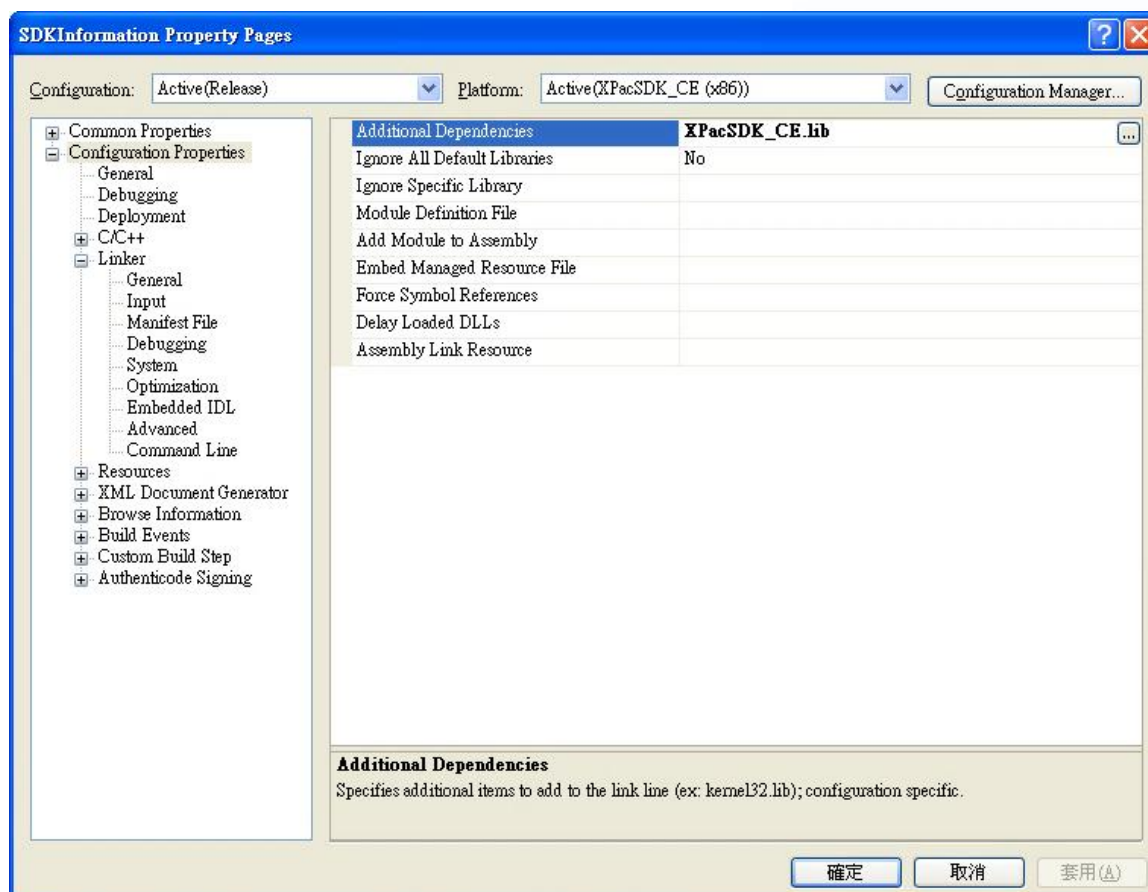 SDKInformation Property Pages
Configuration: Active(Release) Platform: Active(XPacSDK_CE (x86)) Configuration Manager...
Common Properties
Configuration Properties
General
Debugging
Deployment
C/C++
Linker
General
Input
Manifest File
Debugging
System
Optimization
Embedded IDL
Advanced
Command Line
Resources
XML Document Generator
Browse Information
Build Events
Custom Build Step
Authenticode Signing
Additional Dependencies XPacSDK_CE.lib ...
Ignore All Default Libraries No
Ignore Specific Library
Module Definition File
Add Module to Assembly
Embed Managed Resource File
Force Symbol References
Delay Loaded DLLs
Assembly Link Resource
Additional Dependencies
Specifies additional items to add to the link line (ex: kernel32.lib); configuration specific.
確定 取消 套用(A)